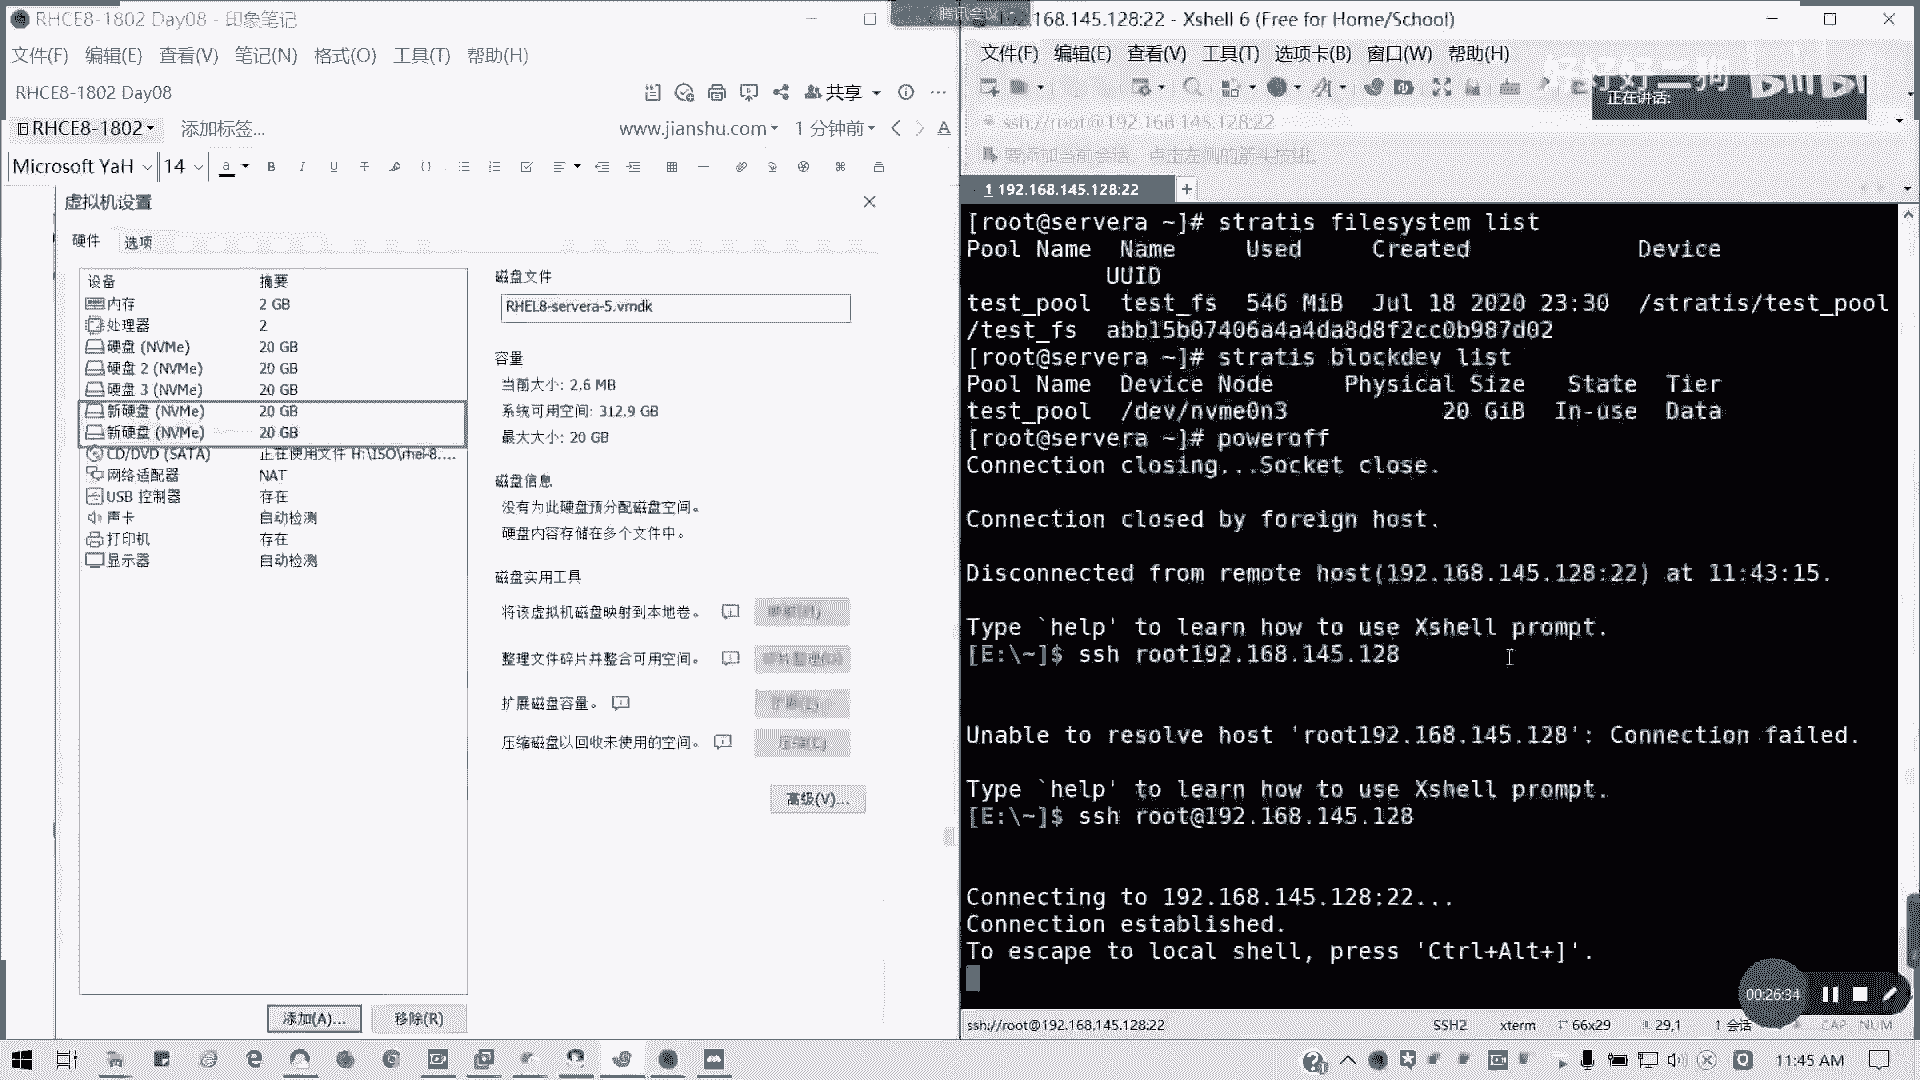 RHCE8-1802 Day08 - 印象笔记
文件(F) 编辑(E) 查看(V) 笔记(N) 格式(O) 工具(T) 帮助(H)
RHCE8-1802 Day08
共享
RHCE8-1802 添加标签...
www.jianshu.com 1 分钟前
Microsoft YaH 14
虚拟机设置
硬件 选项
设备 摘要
内存 2 GB
处理器 2
硬盘 (NVMe) 20 GB
硬盘 2 (NVMe) 20 GB
硬盘 3 (NVMe) 20 GB
新硬盘 (NVMe) 20 GB
新硬盘 (NVMe) 20 GB
CD/DVD (SATA) 正在使用文件 H:\ISO\rhel-8....
网络适配器 NAT
USB 控制器 存在
声卡 自动检测
打印机 存在
显示器 自动检测
添加(A)... 移除(R)
磁盘文件
RHEL8-servera-5.vmdk
容量
当前大小: 2.6 MB
系统可用空间: 312.9 GB
最大大小: 20 GB
磁盘信息
没有为此硬盘预分配磁盘空间。
硬盘内容存储在多个文件中。
磁盘实用工具
将该虚拟机磁盘映射到本地卷。
整理文件碎片并整合可用空间。
扩展磁盘容量。
压缩磁盘以回收未使用的空间。
高级(V)...
腾讯会议
192.168.145.128:22 - Xshell 6 (Free for Home/School)
文件(F) 编辑(E) 查看(V) 工具(T) 选项卡(B) 窗口(W) 帮助(H)
正在讲话:
ssh://root@192.168.145.128:22
要添加当前会话，点击左侧的箭头按钮。
1 192.168.145.128:22
[root@servera ~]# stratis filesystem list
Pool Name Name Used Created Device
UUID
test_pool test_fs 546 MiB Jul 18 2020 23:30 /stratis/test_pool
/test_fs abb15b07406a4a4da8d8f2cc0b987d02
[root@servera ~]# stratis blockdev list
Pool Name Device Node Physical Size State Tier
test_pool /dev/nvme0n3 20 GiB In-use Data
[root@servera ~]# poweroff
Connection closing...Socket close.
Connection closed by foreign host.
Disconnected from remote host(192.168.145.128:22) at 11:43:15.
Type `help' to learn how to use Xshell prompt.
[E:\~]$ ssh root192.168.145.128
Unable to resolve host 'root192.168.145.128': Connection failed.
Type `help' to learn how to use Xshell prompt.
[E:\~]$ ssh root@192.168.145.128
Connecting to 192.168.145.128:22...
Connection established.
To escape to local shell, press 'Ctrl+Alt+]'.
00:26:34
ssh://root@192.168.145.128:22 SSH2 xterm 66x29 29,1 1 会话 CAP NUM
11:45 AM